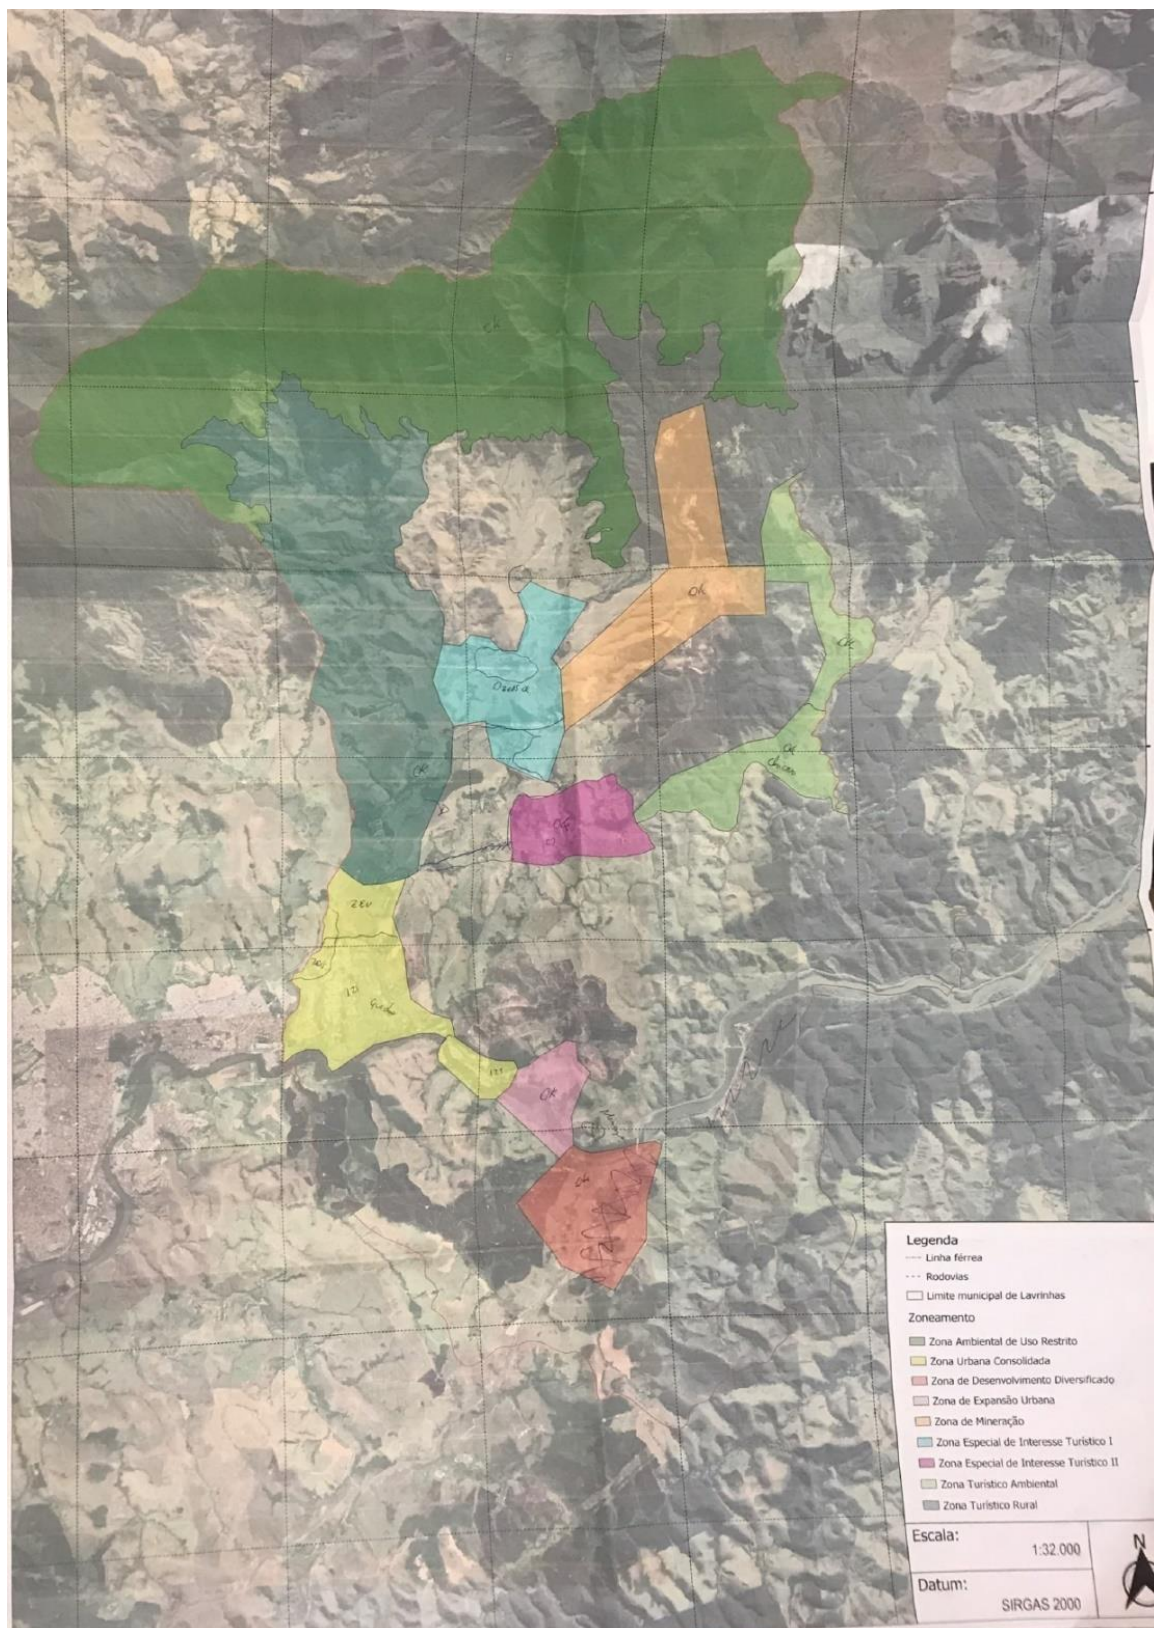 ok
OK
OK
ok
ZEU
121
121
OK
ok
Legenda
Linha férrea
Rodovias
Limite municipal de Lavrinhas
Zoneamento
Zona Ambiental de Uso Restrito
Zona Urbana Consolidada
Zona de Desenvolvimento Diversificado
Zona de Expansão Urbana
Zona de Mineração
Zona Especial de Interesse Turístico I
Zona Especial de Interesse Turístico II
Zona Turístico Ambiental
Zona Turístico Rural
Escala:
1:32.000
N
Datum:
SIRGAS 2000